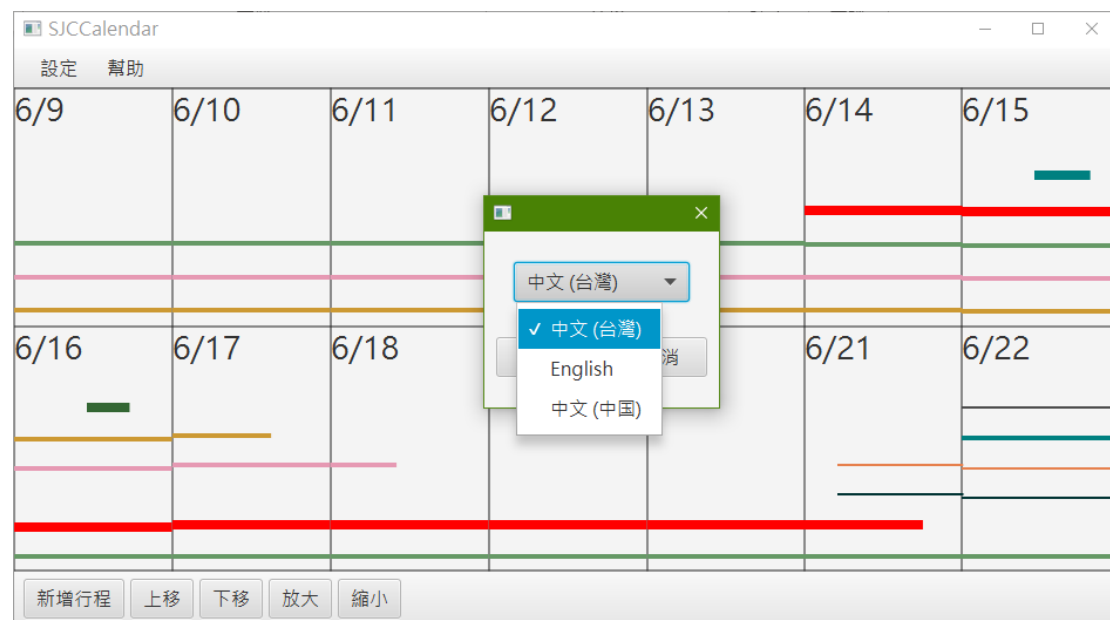 SJCCalendar
設定 幫助
6/9 6/10 6/11 6/12 6/13 6/14 6/15
中文 (台灣)
✓ 中文 (台灣)
English
中文 (中国)
消
6/16 6/17 6/18 6/21 6/22
新增行程 上移 下移 放大 縮小